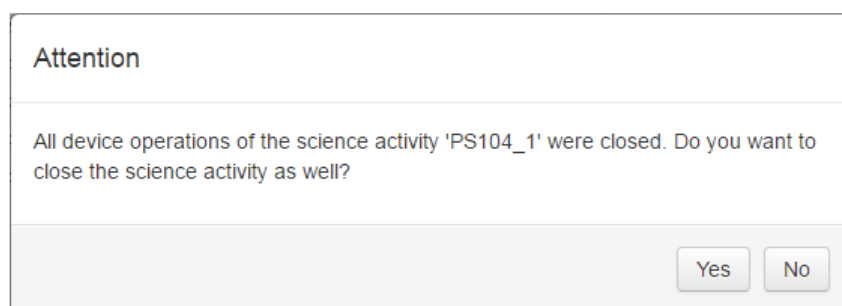 Attention
All device operations of the science activity 'PS104_1' were closed. Do you want to
close the science activity as well?
Yes No